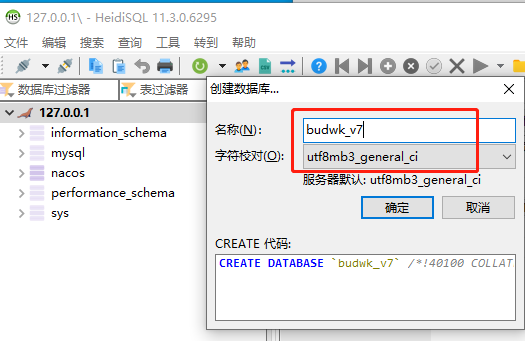 127.0.0.1\ - HeidiSQL 11.3.0.6295
文件 编辑 搜索 查询 工具 转到 帮助
数据库过滤器 表过滤器
127.0.0.1
information_schema
mysql
nacos
performance_schema
sys
创建数据库...
名称(N):
budwk_v7
字符校对(O):
utf8mb3_general_ci
服务器默认: utf8mb3_general_ci
确定 取消
CREATE 代码:
CREATE DATABASE `budwk_v7` /*!40100 COLLAT